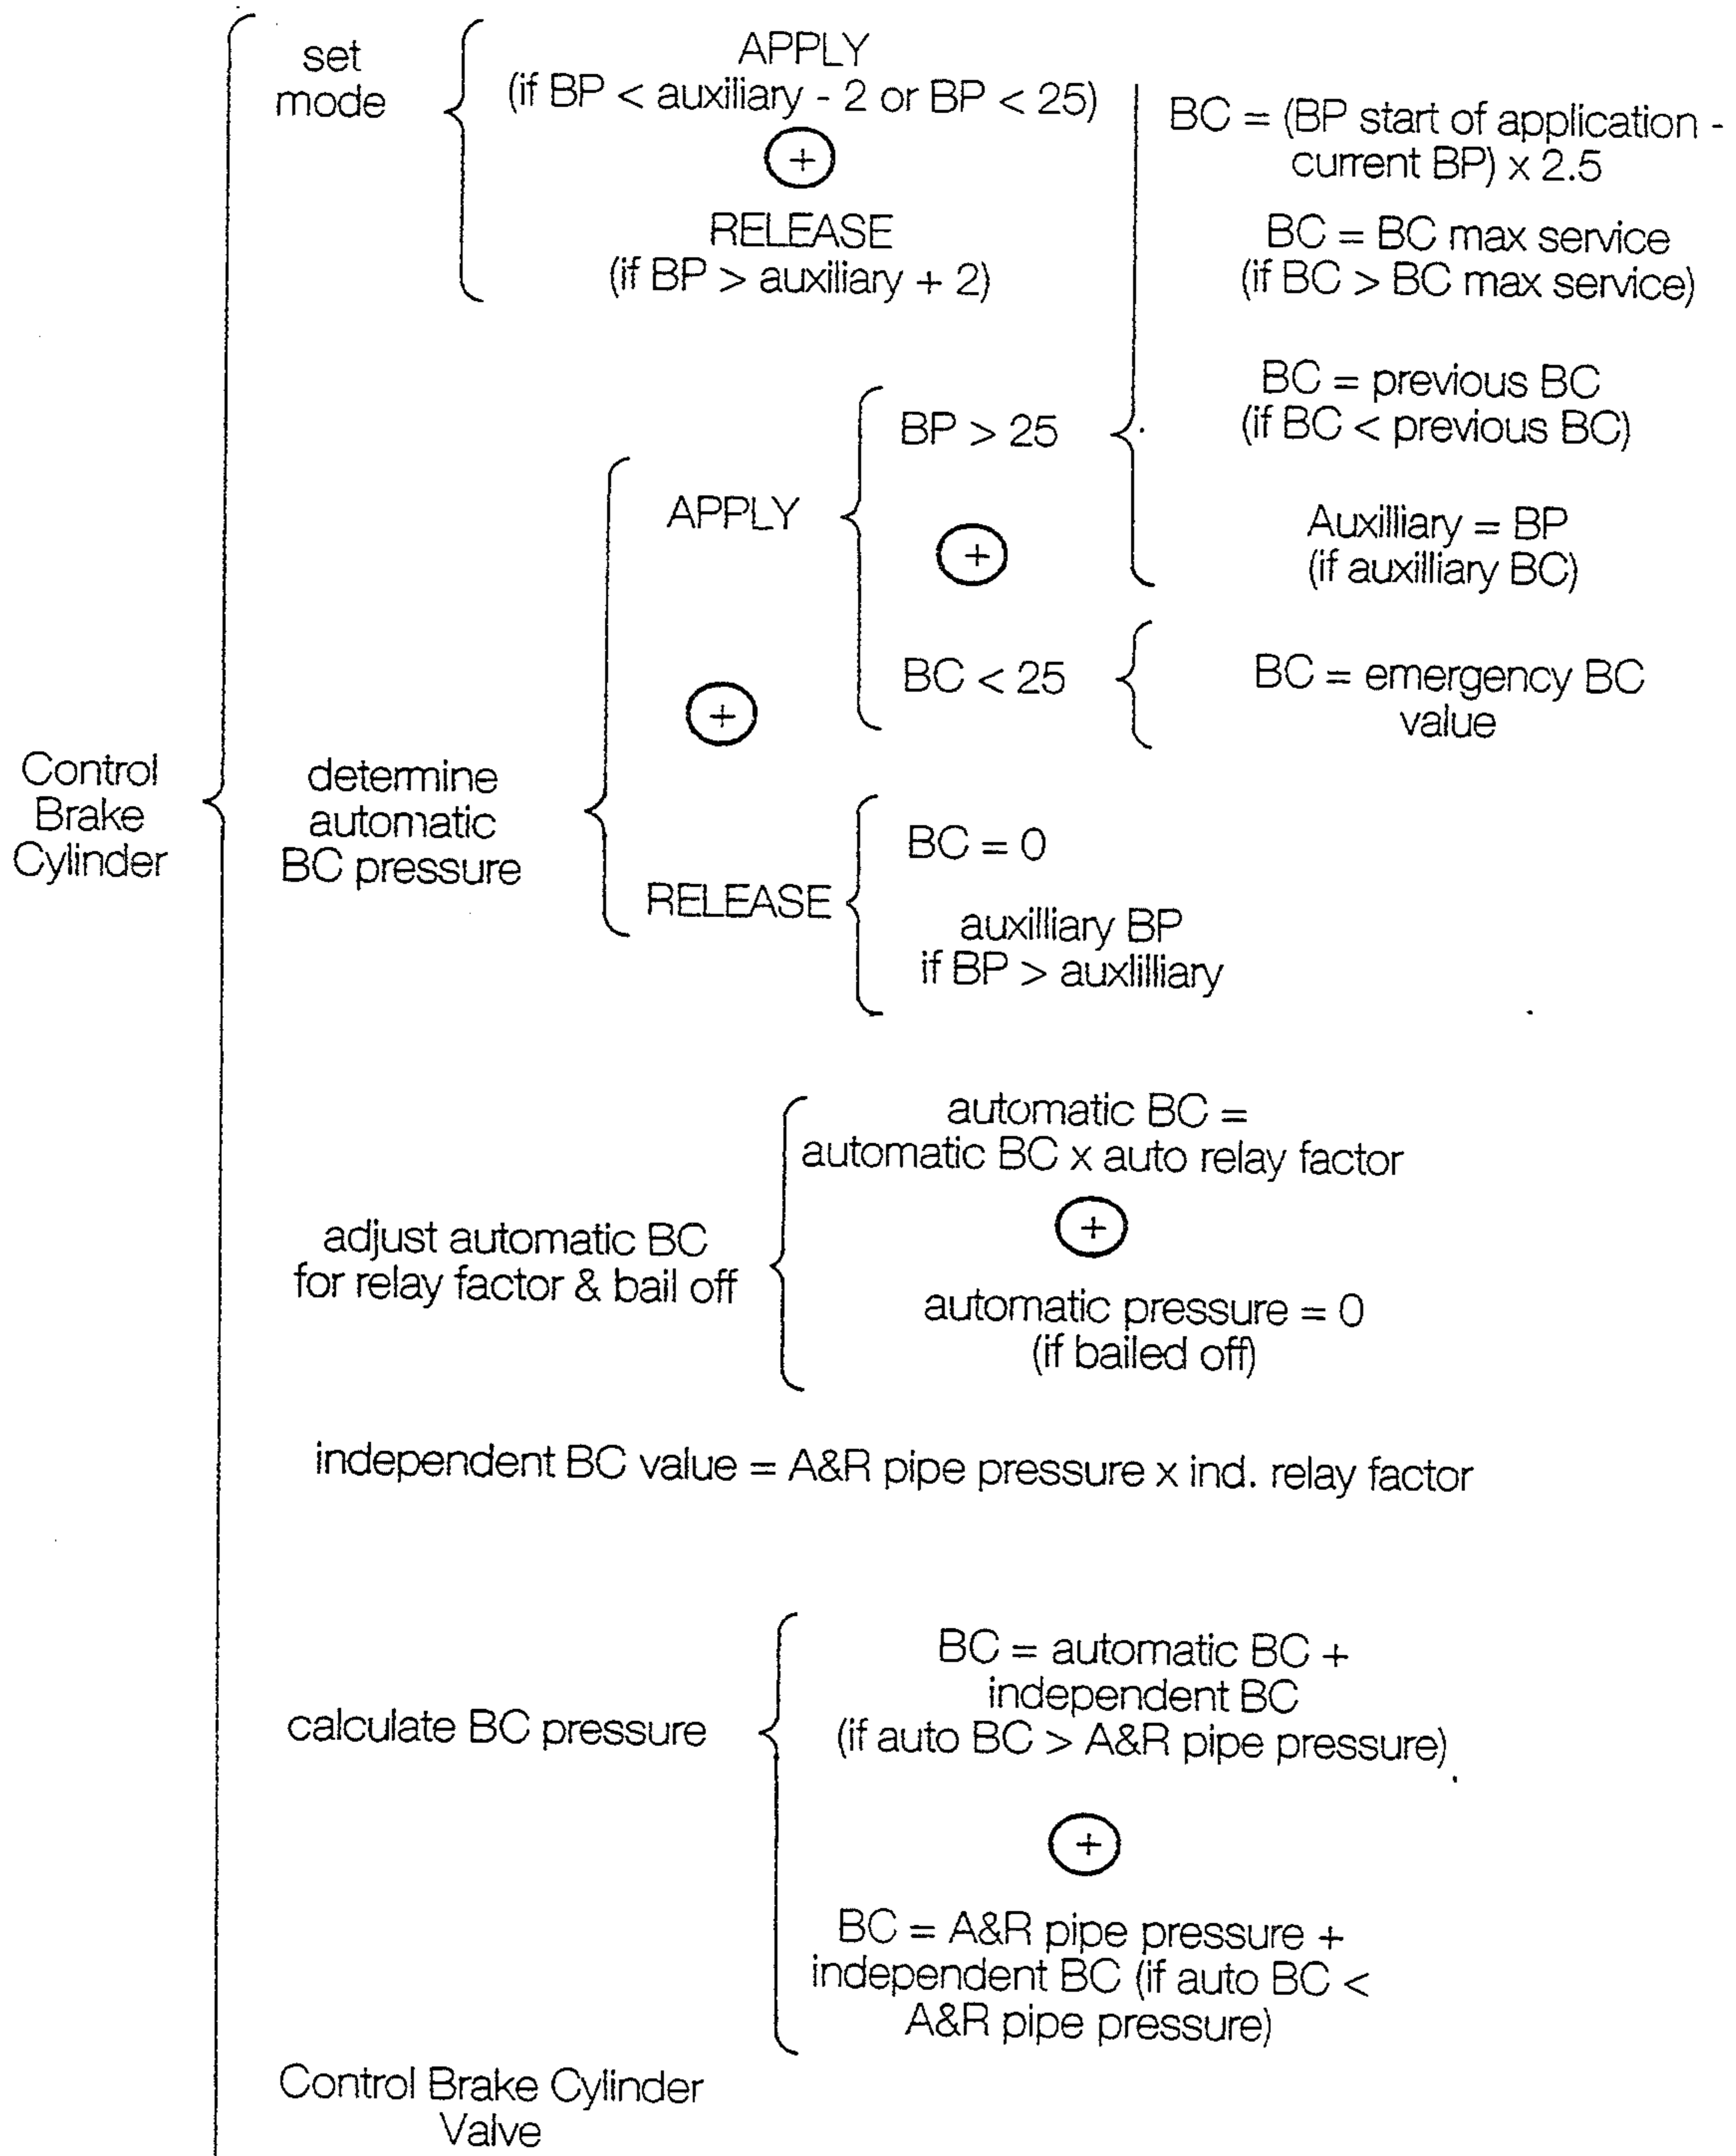 set
mode
APPLY
(if BP < auxiliary - 2 or BP < 25)
+
RELEASE
(if BP > auxiliary + 2)
BC = (BP start of application -
current BP) x 2.5
BC = BC max service
(if BC > BC max service)
BC = previous BC
(if BC < previous BC)
Auxilliary = BP
(if auxilliary BC)
BP > 25
APPLY
+
BC < 25
BC = emergency BC
value
+
Control
Brake
Cylinder
determine
automatic
BC pressure
BC = 0
RELEASE
auxilliary BP
if BP > auxlilliary
automatic BC =
automatic BC x auto relay factor
+
adjust automatic BC
for relay factor & bail off
automatic pressure = 0
(if bailed off)
independent BC value = A&R pipe pressure x ind. relay factor
BC = automatic BC +
independent BC
(if auto BC > A&R pipe pressure)
calculate BC pressure
+
BC = A&R pipe pressure +
independent BC (if auto BC <
A&R pipe pressure)
Control Brake Cylinder
Valve